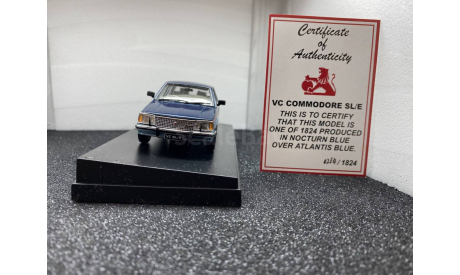 Certificate
of
Authenticity
VC COMMODORE SL/E
THIS IS TO CERTIFY
THAT THIS MODEL IS
ONE OF 1824 PRODUCED
IN NOCTURN BLUE
OVER ATLANTIS BLUE.
/ 1824